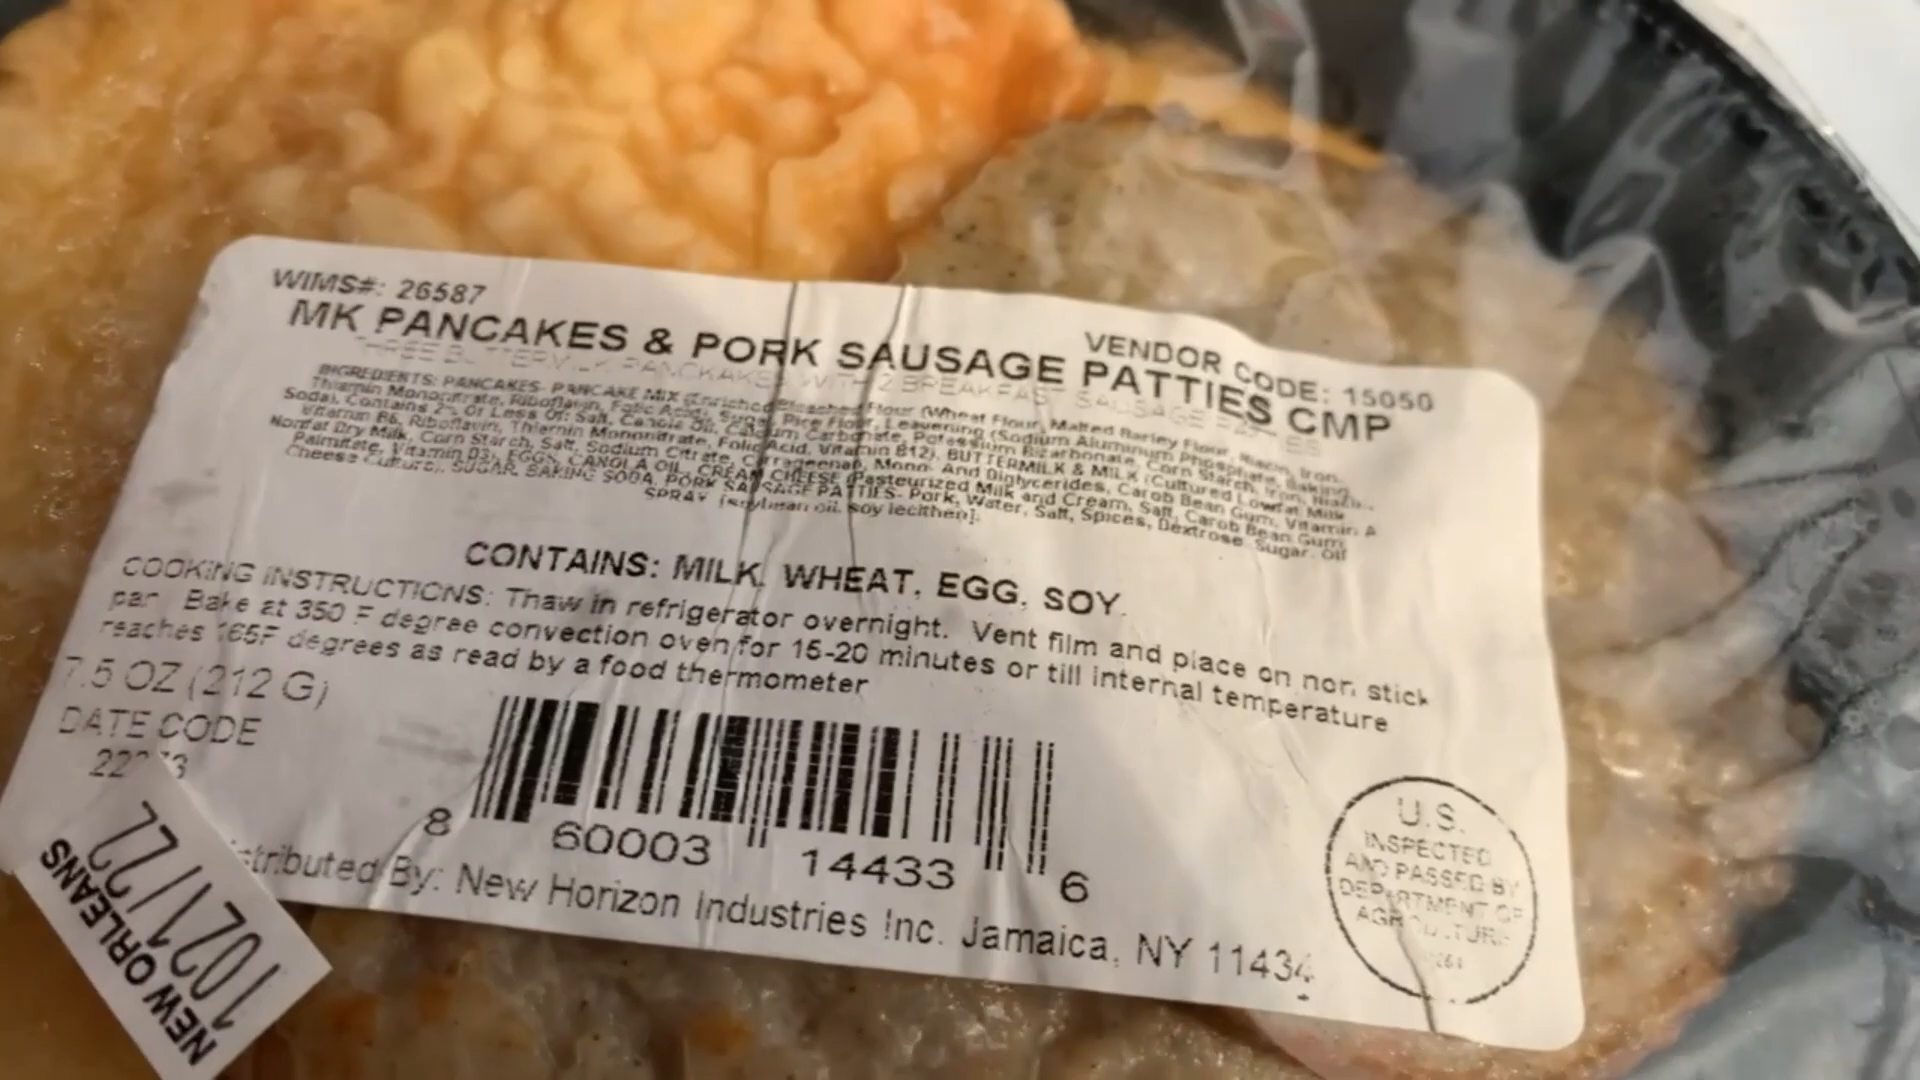 WIMS#: 26587
VENDOR CODE: 15050
MK PANCAKES & PORK SAUSAGE PATTIES CMP
THREE BUTTERMILK PANCKAKES WITH 2 BREAKFAST SAUSAGE PATTIES
INGREDIENTS: PANCAKES- PANCAKE MIX (Enriched Bleached Flour (Wheat Flour, Malted Barley Flour, Niacin, Iron,
Thiamin Mononitrate, Riboflavin, Folic Acid), Sugar, Rice Flour, Leavening (Sodium Aluminum Phosphate, Baking
Soda). Contains 2% Or Less Of: Salt, Canola Oil, Calcium Carbonate, Potassium Bicarbonate, Corn Starch, Iron, Niacin,
Vitamin B6, Riboflavin, Thiamin Mononitrate, Folic Acid, Vitamin B12), BUTTERMILK & MILK (Cultured Lowfat Milk
Nonfat Dry Milk, Corn Starch, Salt, Sodium Citrate, Carrageenan, Mono- And Diglycerides, Carob Bean Gum, Vitamin A
Palmitate, Vitamin D3), EGGS, CANOLA OIL, CREAM CHEESE (Pasteurized Milk and Cream, Salt, Carob Bean Gum,
Cheese Culture), SUGAR, BAKING SODA, PORK SAUSAGE PATTIES- Pork, Water, Salt, Spices, Dextrose, Sugar, Oil
SPRAY [soybean oil, soy lecithen].
CONTAINS: MILK, WHEAT, EGG, SOY.
COOKING INSTRUCTIONS: Thaw in refrigerator overnight. Vent film and place on non stick
pan Bake at 350 F degree convection oven for 15-20 minutes or till internal temperature
reaches 165F degrees as read by a food thermometer
7.5 OZ (212 G)
DATE CODE
8 60003 14433 6
Distributed By: New Horizon Industries Inc. Jamaica, NY 11434
U.S.
INSPECTED
AND PASSED BY
DEPARTMENT OF
AGRICULTURE
NEW ORLEANS
1021/22